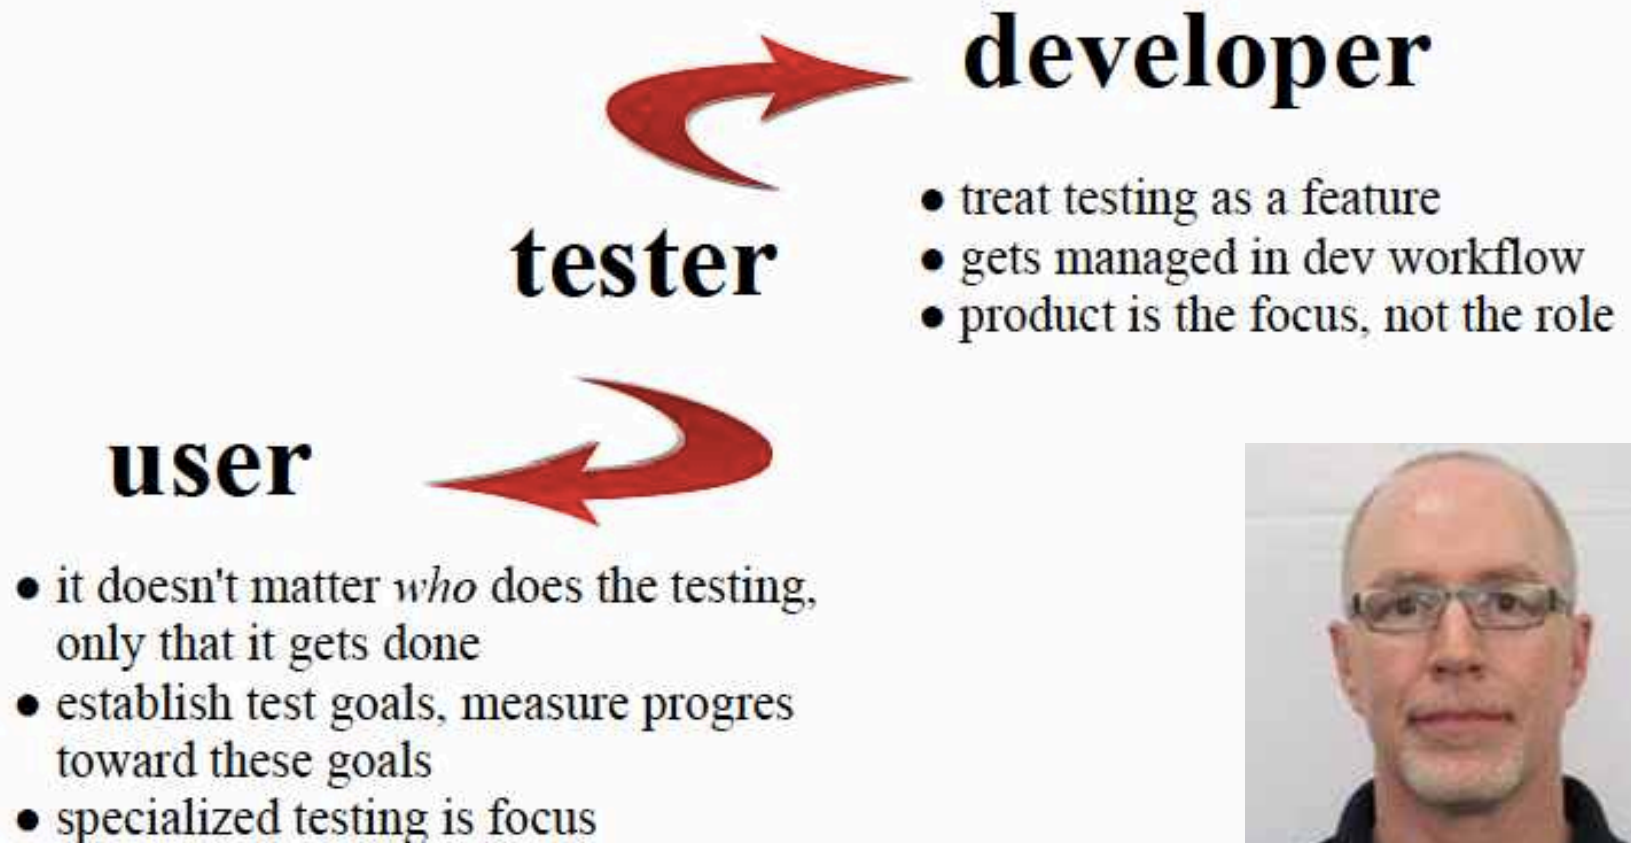 developer
● treat testing as a feature
● gets managed in dev workflow
● product is the focus, not the role
tester
user
● it doesn't matter who does the testing,
only that it gets done
● establish test goals, measure progres
toward these goals
● specialized testing is focus